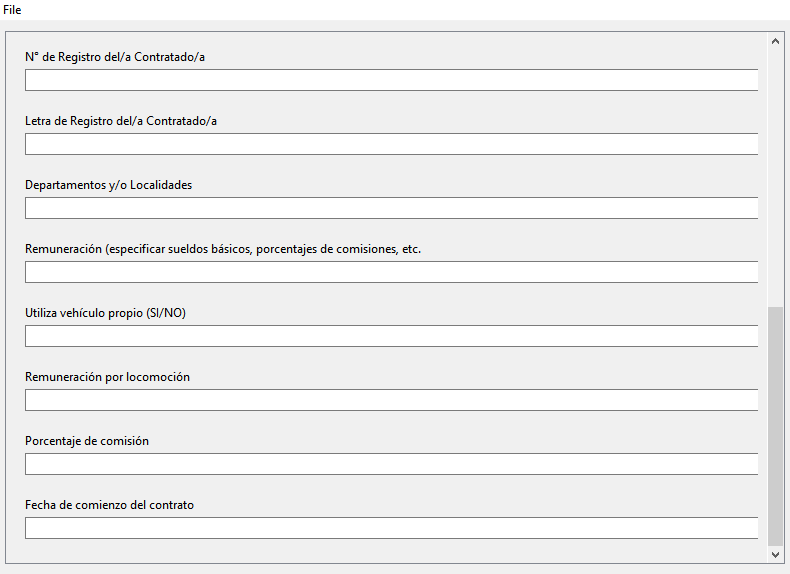 File
N° de Registro del/a Contratado/a
Letra de Registro del/a Contratado/a
Departamentos y/o Localidades
Remuneración (especificar sueldos básicos, porcentajes de comisiones, etc.
Utiliza vehículo propio (SI/NO)
Remuneración por locomoción
Porcentaje de comisión
Fecha de comienzo del contrato